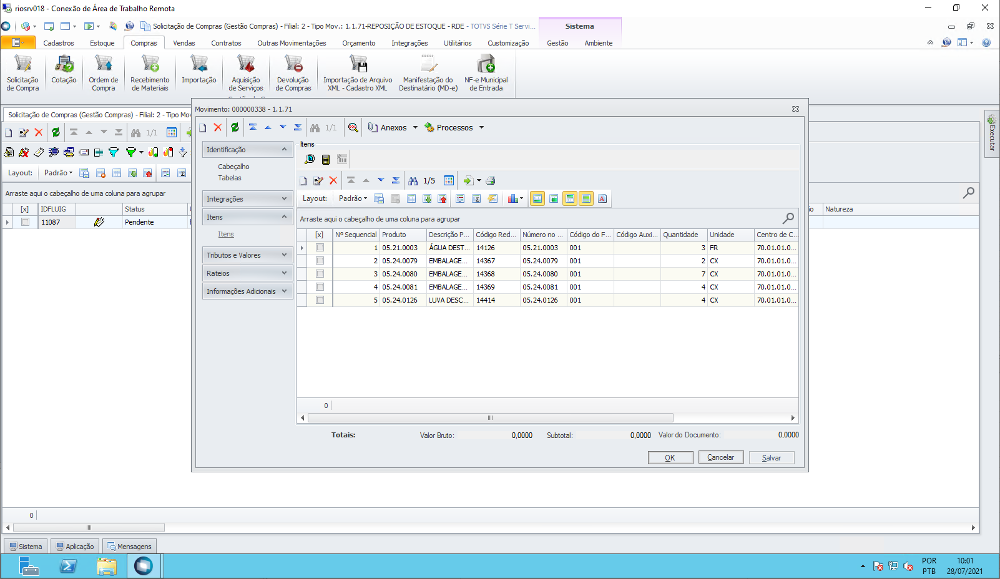 riosrv018 - Conexão de Área de Trabalho Remota
Solicitação de Compras (Gestão Compras) - Filial: 2 - Tipo Mov.: 1.1.71-REPOSIÇÃO DE ESTOQUE - RDE - TOTVS Série T Servi...
Sistema
Cadastros Estoque Compras Vendas Contratos Outras Movimentações Orçamento Integrações Utilitários Customização Gestão Ambiente
Solicitação de Compra
Cotação
Ordem de Compra
Recebimento de Materiais
Importação
Aquisição de Serviços
Devolução de Compras
Importação de Arquivo XML - Cadastro XML
Manifestação do Destinatário (MD-e)
NF-e Municipal de Entrada
Solicitação de Compras (Gestão Compras) - Filial: 2 - Tipo Mov
1/1
Layout: Padrão
Arraste aqui o cabeçalho de uma coluna para agrupar
[x] IDFLUIG Status
11087 Pendente
ão Natureza
Executar
Movimento: 000000338 - 1.1.71
1/1 Anexos Processos
Identificação
Cabeçalho
Tabelas
Integrações
Itens
Itens
Tributos e Valores
Rateios
Informações Adicionais
Itens
1/5
Layout: Padrão
Arraste aqui o cabeçalho de uma coluna para agrupar
[x] Nº Sequencial Produto Descrição P... Código Red... Número no ... Código do F... Código Auxi... Quantidade Unidade Centro de C...
1 05.21.0003 ÁGUA DEST... 14126 05.21.0003 001 3 FR 70.01.01.0...
2 05.24.0079 EMBALAGE... 14367 05.24.0079 001 2 CX 70.01.01.0...
3 05.24.0080 EMBALAGE... 14368 05.24.0080 001 7 CX 70.01.01.0...
4 05.24.0081 EMBALAGE... 14369 05.24.0081 001 4 CX 70.01.01.0...
5 05.24.0126 LUVA DESC... 14414 05.24.0126 001 4 CX 70.01.01.0...
0
Totais: Valor Bruto: 0,0000 Subtotal: 0,0000 Valor do Documento: 0,0000
OK Cancelar Salvar
0
Sistema Aplicação Mensagens
POR
PTB
10:01
28/07/2021